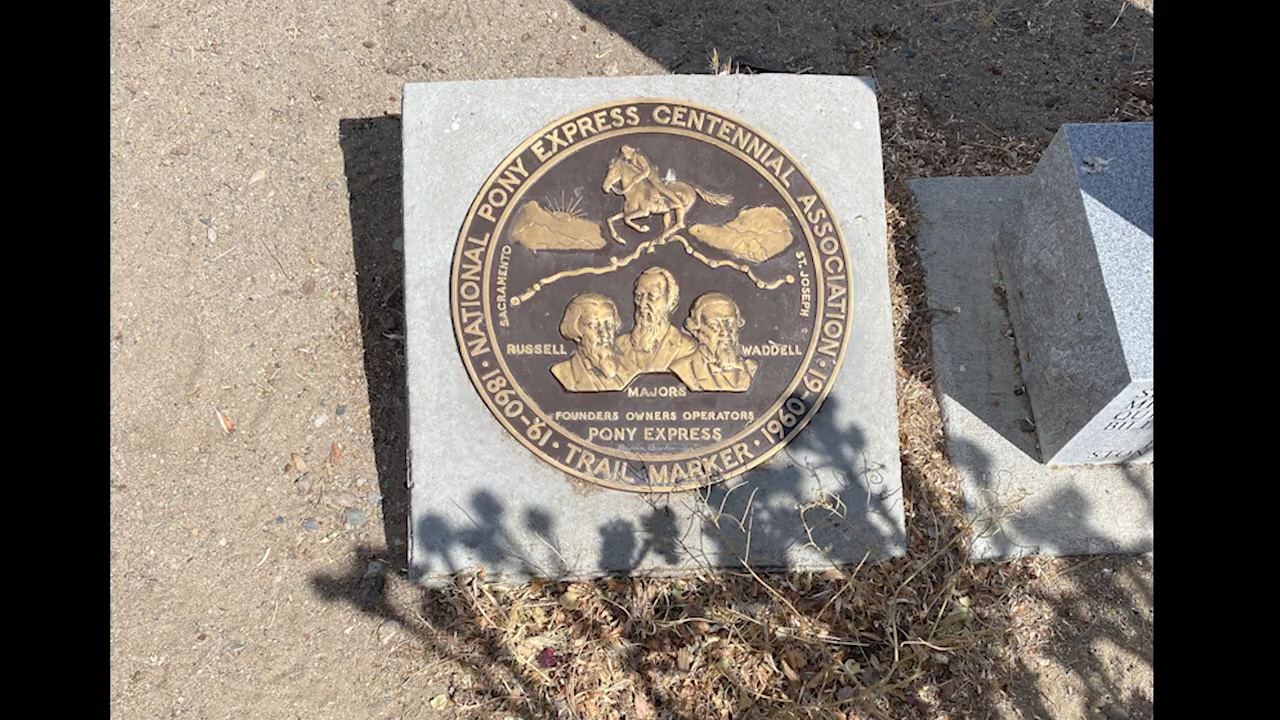 NATIONAL PONY EXPRESS CENTENNIAL ASSOCIATION
SACRAMENTO
ST. JOSEPH
RUSSELL
WADDELL
MAJORS
FOUNDERS OWNERS OPERATORS
PONY EXPRESS
1860-61 · TRAIL MARKER · 1960-61